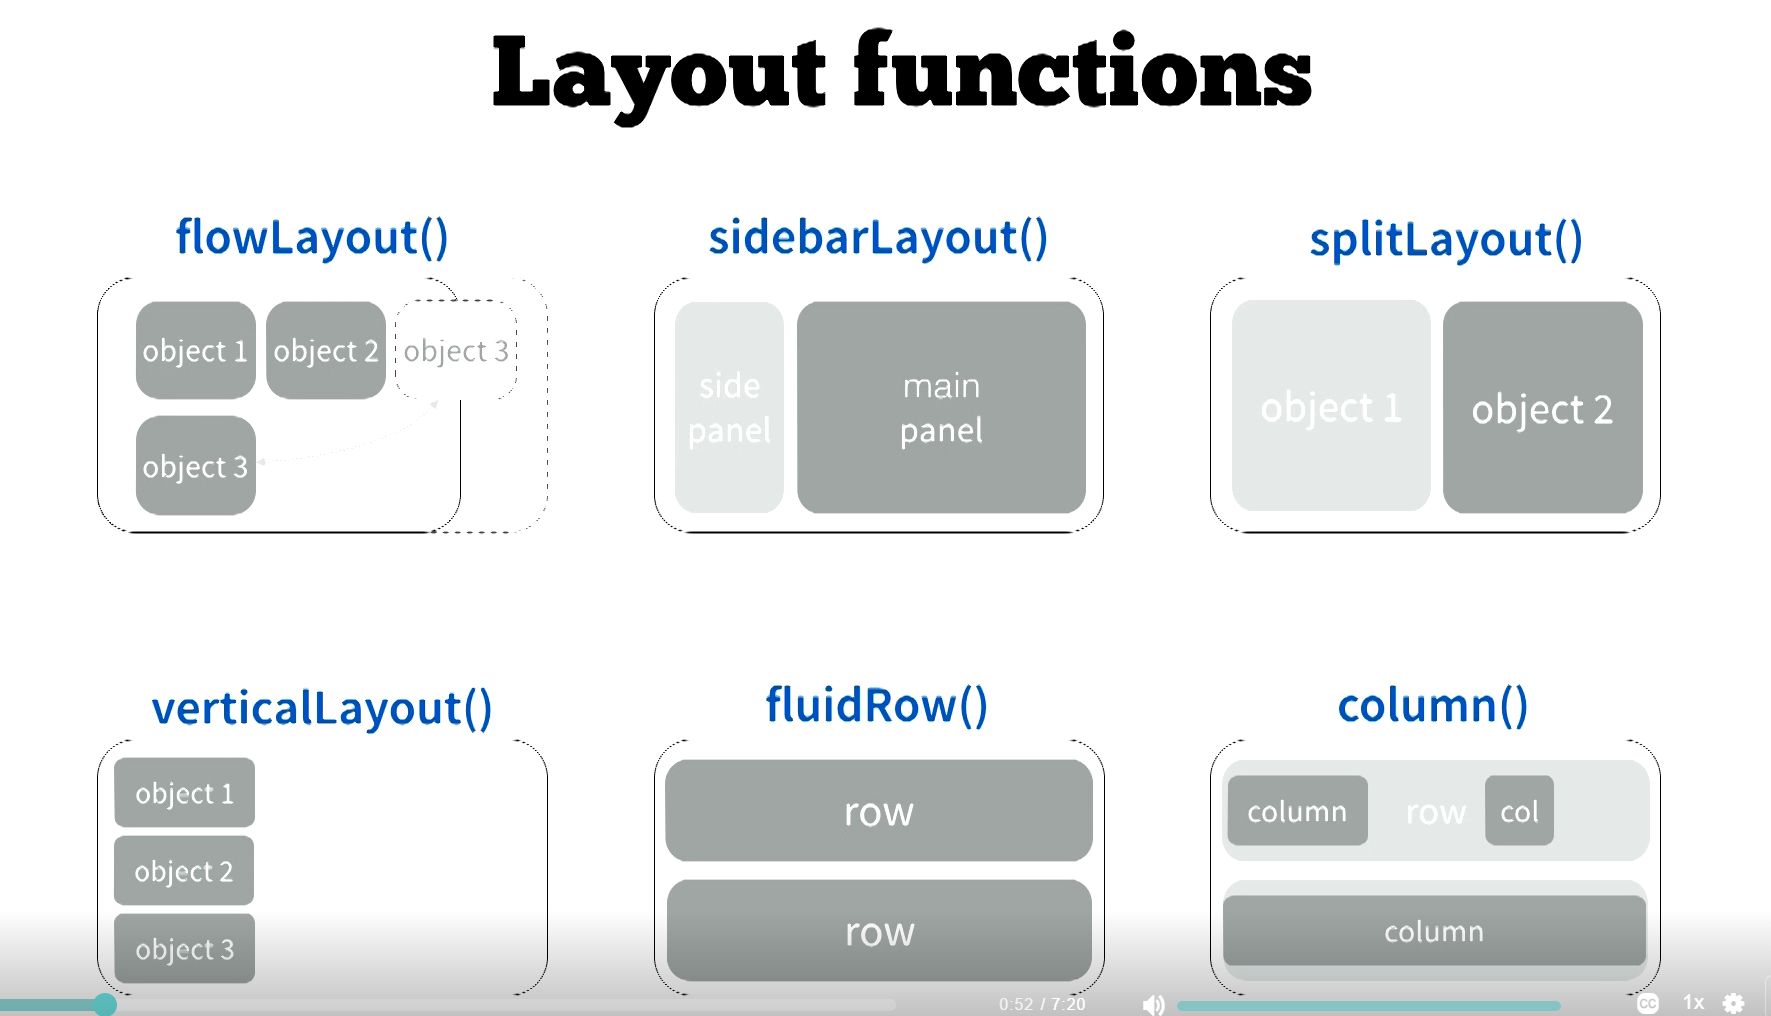 Layout functions
flowLayout()
object 1
object 2
object 3
object 3
sidebarLayout()
side
panel
main
panel
splitLayout()
object 1
object 2
verticalLayout()
object 1
object 2
object 3
fluidRow()
row
row
column()
column
row
col
column
0:52 / 7:20
CC
1x